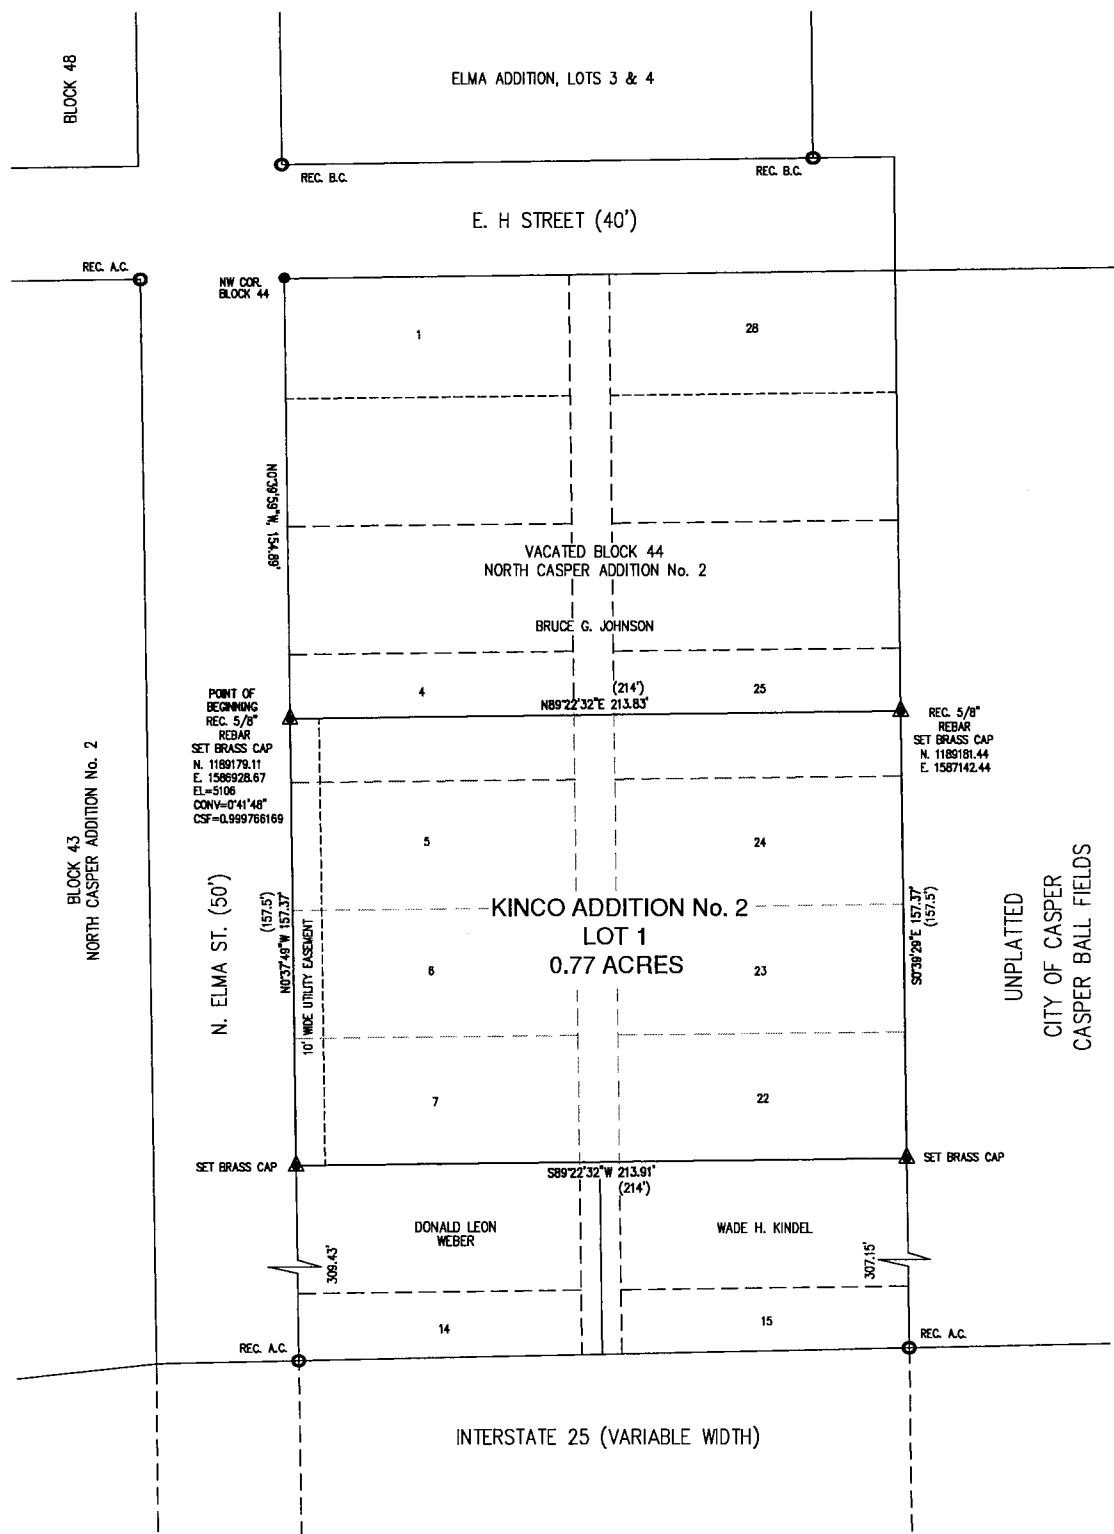 BLOCK 48
ELMA ADDITION, LOTS 3 & 4
REC. B.C.
REC. B.C.
E. H STREET (40')
REC. A.C.
NW COR.
BLOCK 44
1
28
N0°39'59"W, 154.89'
VACATED BLOCK 44
NORTH CASPER ADDITION No. 2
BRUCE G. JOHNSON
4
(214')
25
N89°22'32"E 213.83'
POINT OF
BEGINNING
REC. 5/8"
REBAR
SET BRASS CAP
N. 1189179.11
E. 1586928.67
EL=5106
CONV=0°41'48"
CSF=0.999766169
REC. 5/8"
REBAR
SET BRASS CAP
N. 1189181.44
E. 1587142.44
BLOCK 43
NORTH CASPER ADDITION No. 2
N. ELMA ST. (50')
(157.5')
N0°37'49"W 157.37'
10' WIDE UTILITY EASEMENT
5
24
KINCO ADDITION No. 2
LOT 1
0.77 ACRES
6
23
7
22
S0°39'29"E 157.37'
(157.5')
UNPLATTED
CITY OF CASPER
CASPER BALL FIELDS
SET BRASS CAP
SET BRASS CAP
S89°22'32"W 213.91'
(214')
DONALD LEON
WEBER
WADE H. KINDEL
309.43'
307.15'
14
15
REC. A.C.
REC. A.C.
INTERSTATE 25 (VARIABLE WIDTH)